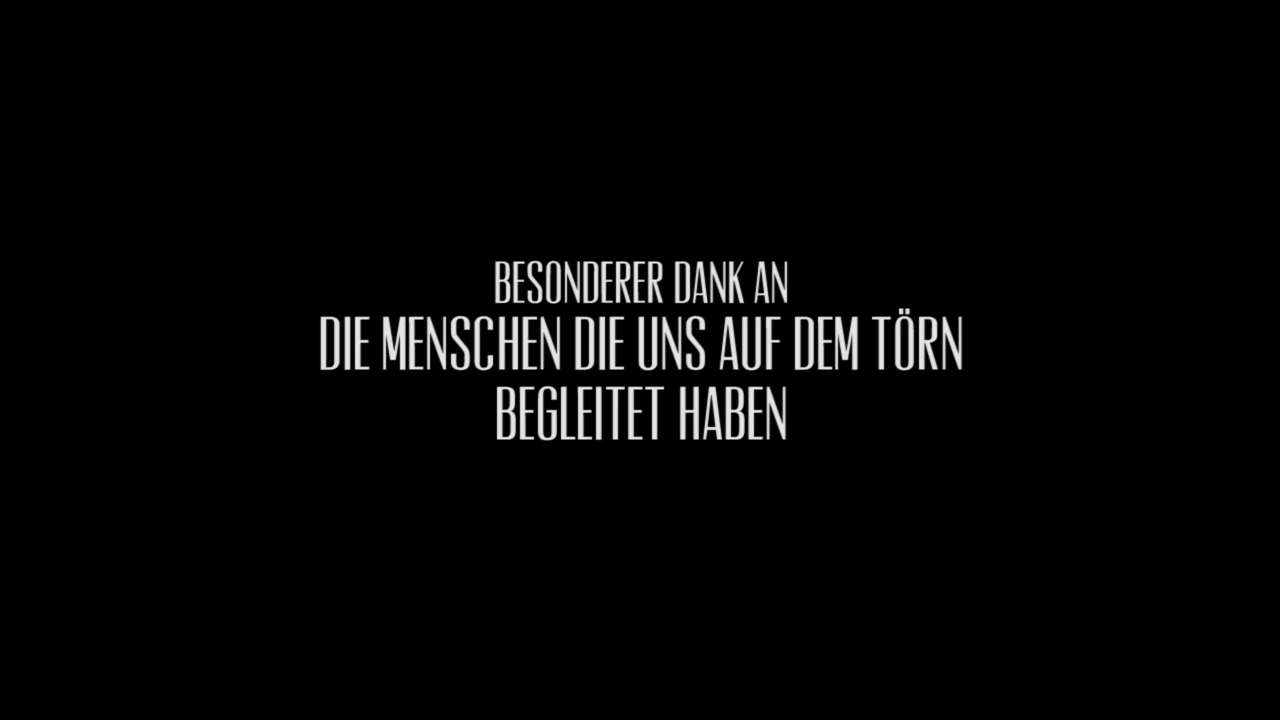 BESONDERER DANK AN
DIE MENSCHEN DIE UNS AUF DEM TÖRN
BEGLEITET HABEN